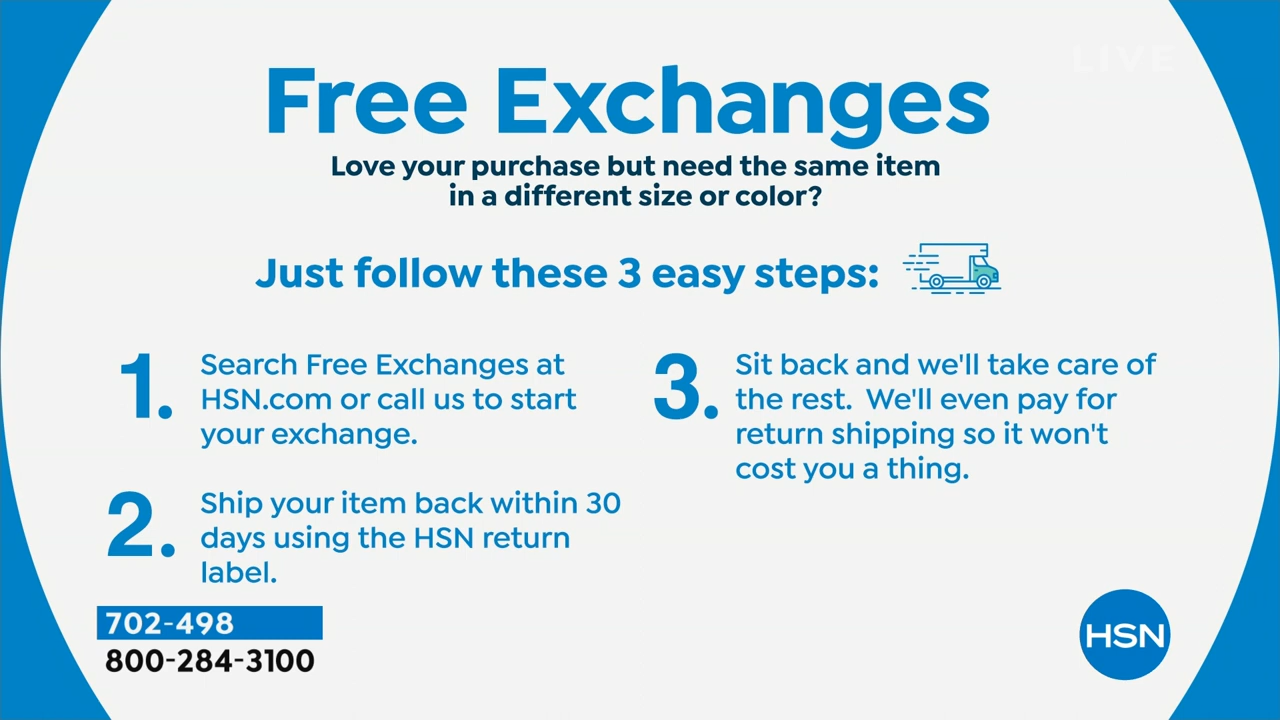 LIVE
Free Exchanges
Love your purchase but need the same item
in a different size or color?
Just follow these 3 easy steps:
1. Search Free Exchanges at
HSN.com or call us to start
your exchange.
2. Ship your item back within 30
days using the HSN return
label.
3. Sit back and we'll take care of
the rest.  We'll even pay for
return shipping so it won't
cost you a thing.
702-498
800-284-3100
HSN